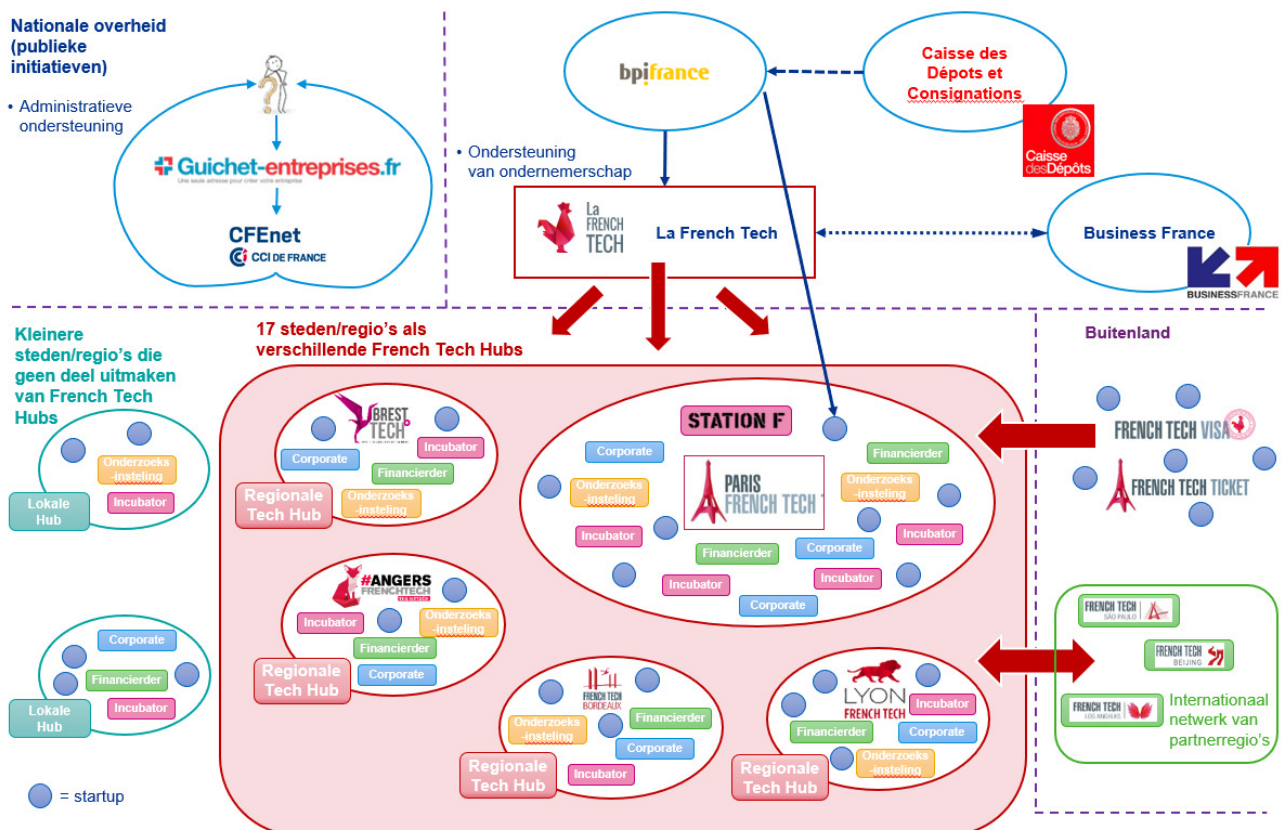 Nationale overheid
(publieke
initiatieven)
• Administratieve
ondersteuning
Guichet-entreprises.fr
Une seule adresse pour créer votre entreprise
CFEnet
CCI DE FRANCE
bpifrance
Caisse des
Dépots et
Consignations
Caisse
desDépôts
• Ondersteuning
van ondernemerschap
La
FRENCH
TECH
La French Tech
Business France
BUSINESSFRANCE
Kleinere
steden/regio's die
geen deel uitmaken
van French Tech
Hubs
Onderzoeks
-insteling
Incubator
Lokale
Hub
Corporate
Financierder
Incubator
Lokale
Hub
= startup
17 steden/regio's als
verschillende French Tech Hubs
BREST
TECH
Incubator
Corporate
Financierder
Onderzoeks
-insteling
Regionale
Tech Hub
#ANGERS
FRENCHTECH
Incubator
Onderzoeks
-insteling
Financierder
Corporate
Regionale
Tech Hub
STATION F
Corporate
Financierder
Onderzoeks
-insteling
PARIS
FRENCH TECH
Onderzoeks
-insteling
Incubator
Incubator
Financierder
Corporate
Incubator
Incubator
Corporate
FRENCH TECH
BORDEAUX
Onderzoeks
-insteling
Financierder
Corporate
Incubator
Regionale
Tech Hub
LYON
FRENCH TECH
Incubator
Financierder
Corporate
Onderzoeks
-insteling
Regionale
Tech Hub
Buitenland
FRENCH TECH VISA
FRENCH TECH TICKET
FRENCH TECH
SÃO PAULO
FRENCH TECH
BEIJING
FRENCH TECH
LOS ANGELES
Internationaal
netwerk van
partnerregio's